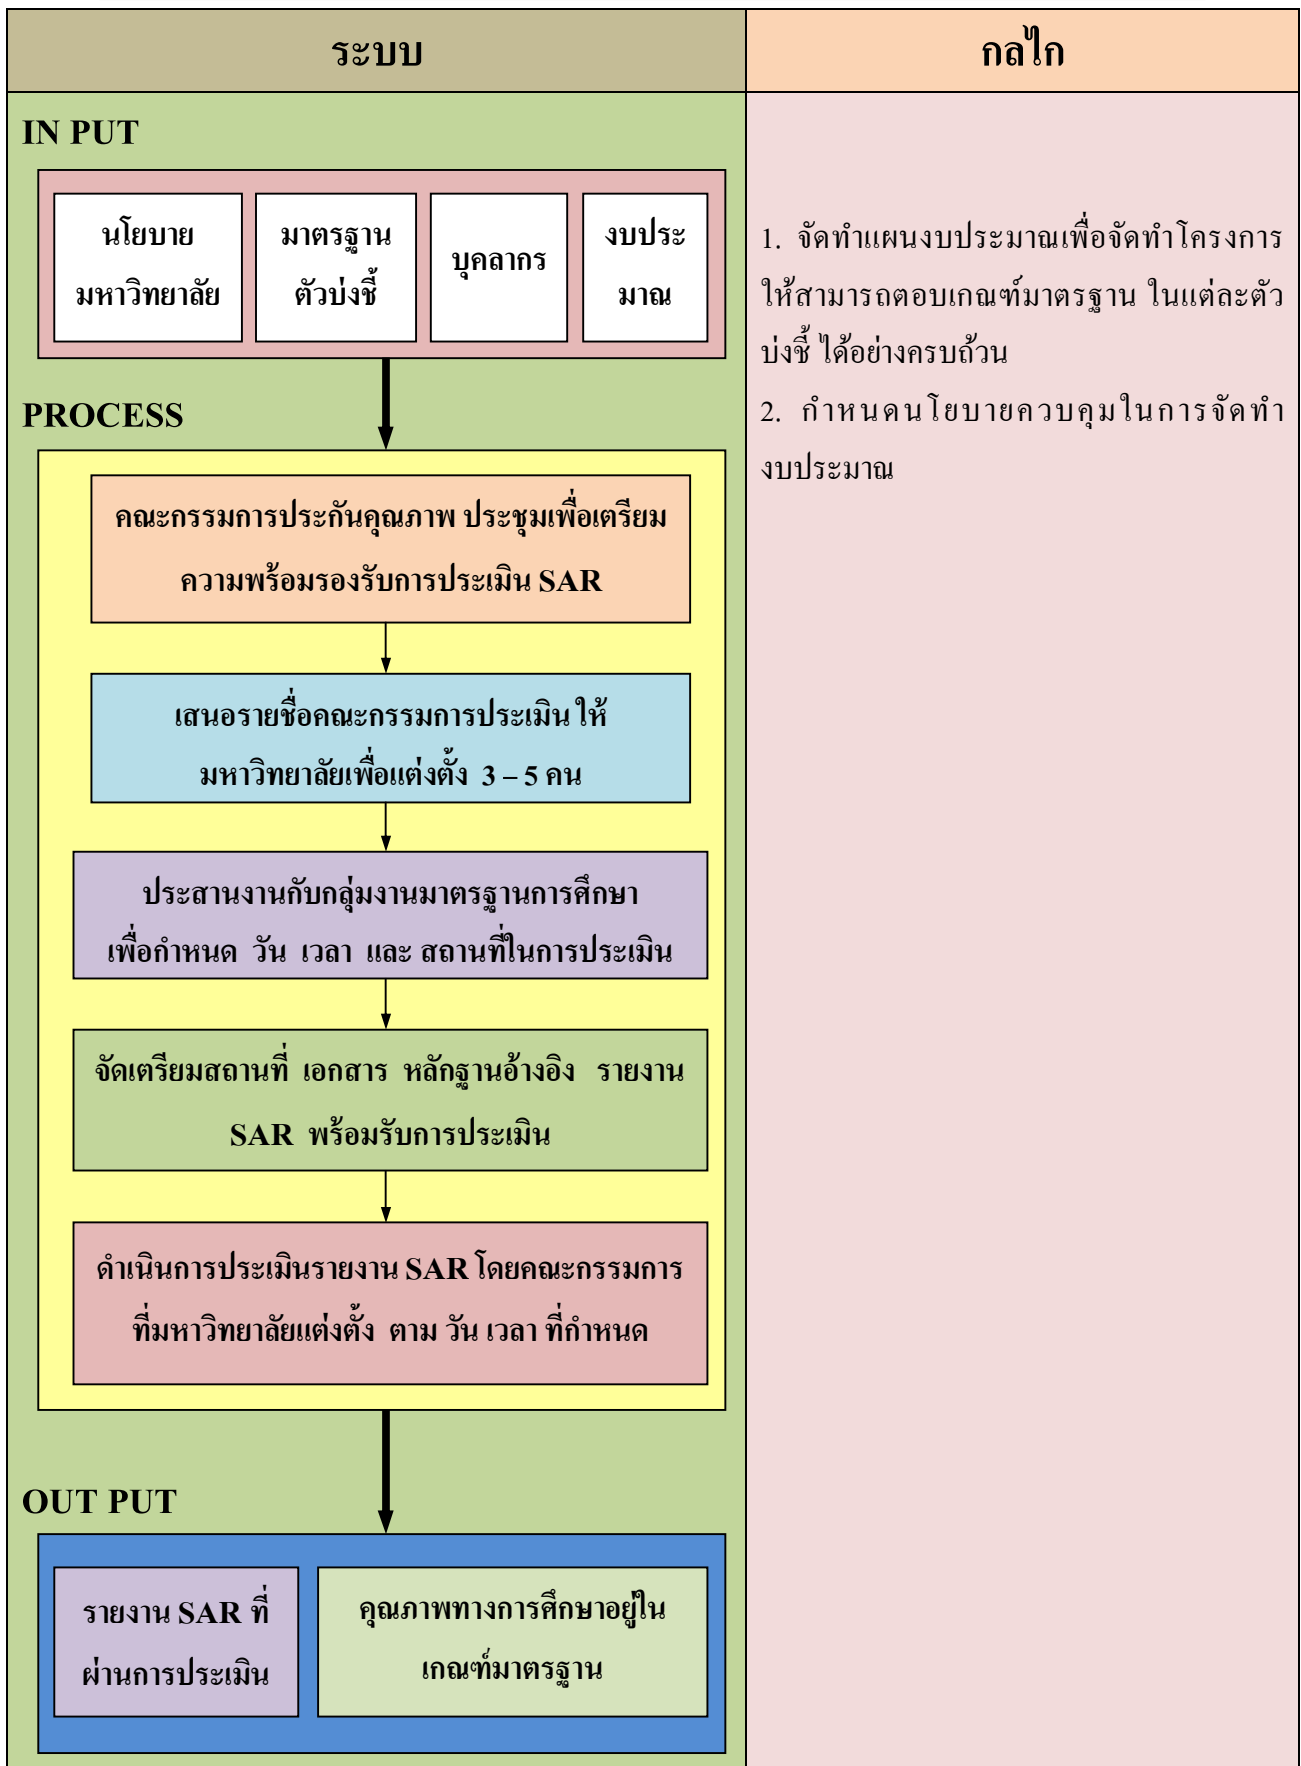 ระบบ
กลไก
IN PUT
นโยบาย
มหาวิทยาลัย
มาตรฐาน
ตัวบ่งชี้
บุคลากร
งบประ
มาณ
PROCESS
คณะกรรมการประกันคุณภาพ ประชุมเพื่อเตรียม
ความพร้อมรองรับการประเมิน SAR
เสนอรายชื่อคณะกรรมการประเมิน ให้
มหาวิทยาลัยเพื่อแต่งตั้ง 3 – 5 คน
ประสานงานกับกลุ่มงานมาตรฐานการศึกษา
เพื่อกำหนด วัน เวลา และ สถานที่ในการประเมิน
จัดเตรียมสถานที่ เอกสาร หลักฐานอ้างอิง รายงาน
SAR พร้อมรับการประเมิน
ดำเนินการประเมินรายงาน SAR โดยคณะกรรมการ
ที่มหาวิทยาลัยแต่งตั้ง ตาม วัน เวลา ที่กำหนด
OUT PUT
รายงาน SAR ที่
ผ่านการประเมิน
คุณภาพทางการศึกษาอยู่ใน
เกณฑ์มาตรฐาน
1. จัดทำแผนงบประมาณเพื่อจัดทำโครงการ
ให้สามารถตอบเกณฑ์มาตรฐาน ในแต่ละตัว
บ่งชี้ ได้อย่างครบถ้วน
2. กำหนดนโยบายควบคุมในการจัดทำ
งบประมาณ